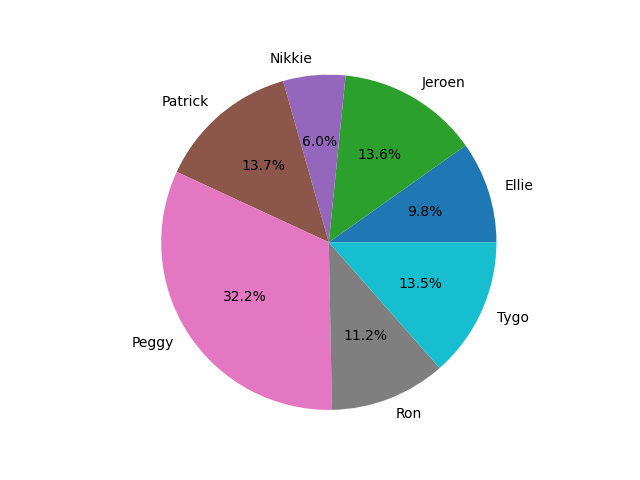 Nikkie
Jeroen
Patrick
6.0%
13.6%
13.7%
Ellie
9.8%
13.5%
32.2%
Tygo
11.2%
Peggy
Ron